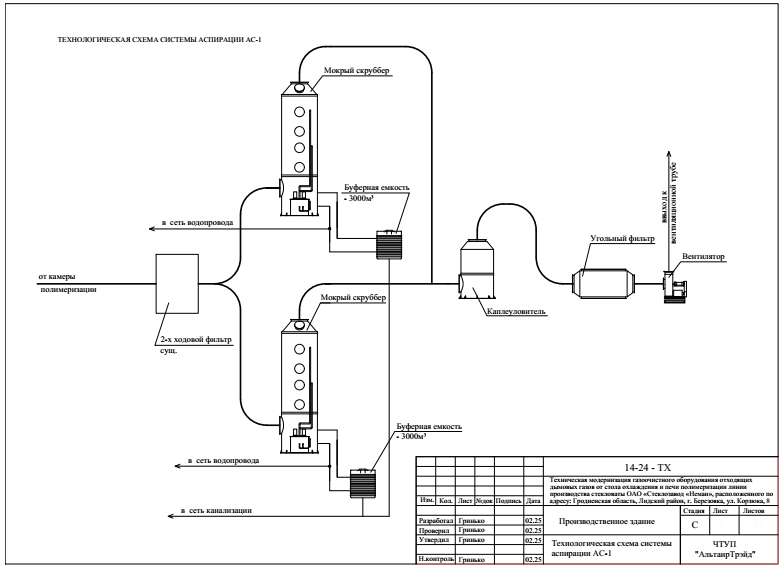 ТЕХНОЛОГИЧЕСКАЯ СХЕМА СИСТЕМЫ АСПИРАЦИИ АС-1
Мокрый скруббер
Буферная емкость
- 3000м³
в сеть водопровода
ввыход к
вентиляционной трубе
Угольный фильтр
Вентилятор
от камеры
полимеризации
Мокрый скруббер
Каплеуловитель
2-х ходовой фильтр
сущ.
Буферная емкость
- 3000м³
в сеть водопровода
в сеть канализации
14-24 - ТХ
Техническая модернизация газоочистного оборудования отходящих
дымовых газов от стола охлаждения и печи полимеризации линии
производства стекловаты ОАО «Стеклозавод «Неман», расположенного по
адресу: Гродненская область, Лидский район, г. Березовка, ул. Корзюка, 8
Изм. Кол. Лист №док Подпись Дата
Стадия Лист Листов
Разработал Гринько 02.25
Производственное здание
С
Проверил Гринько 02.25
Утвердил Гринько 02.25
Технологическая схема системы
аспирации АС-1
ЧТУП
"АльтаирТрэйд"
Н.контроль Гринько 02.25